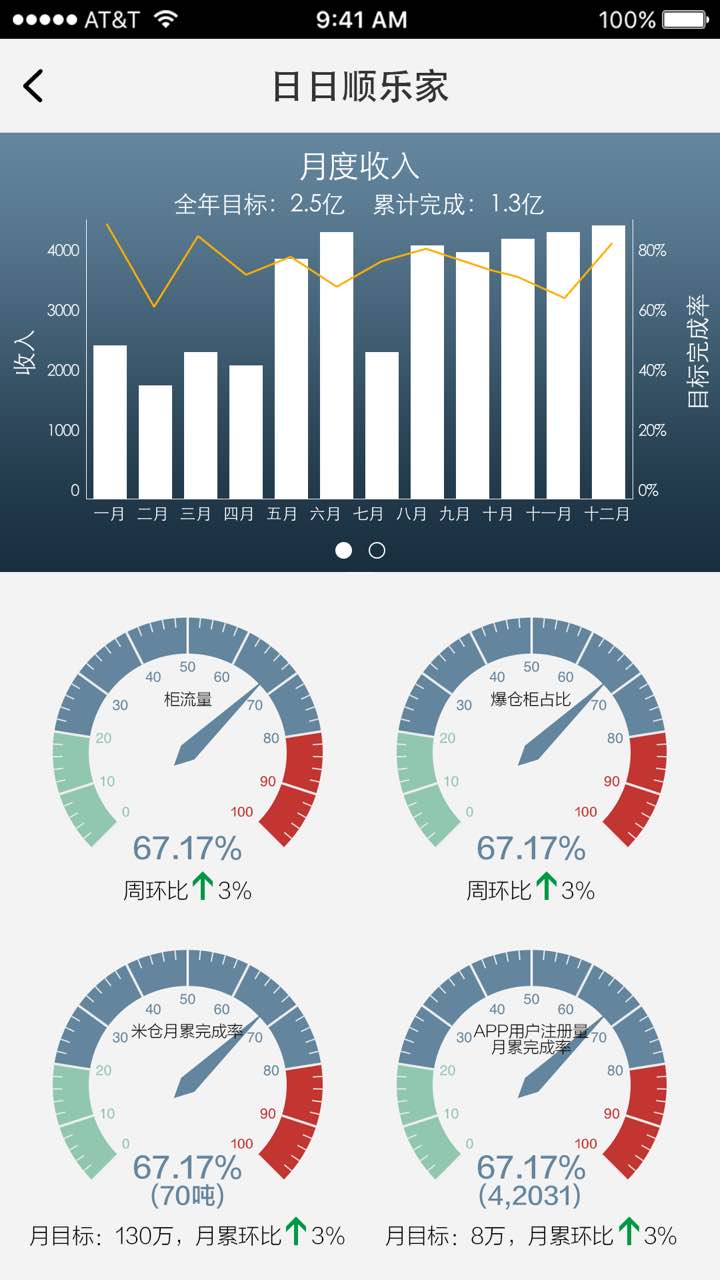 AT&T 9:41 AM 100%
日日顺乐家
月度收入
全年目标：2.5亿 累计完成：1.3亿
4000 80%
3000 60%
2000 40%
1000 20%
0 0%
收入
目标完成率
一月 二月 三月 四月 五月 六月 七月 八月 九月 十月 十一月 十二月
柜流量
0 10 20 30 40 50 60 70 80 90 100
67.17%
周环比 3%
爆仓柜占比
0 10 20 30 40 50 60 70 80 90 100
67.17%
周环比 3%
米仓月累完成率
0 10 20 30 40 50 60 70 80 90 100
67.17%
(70吨)
月目标：130万，月累环比 3%
APP用户注册量
月累完成率
0 10 20 30 40 50 60 70 80 90 100
67.17%
(4,2031)
月目标：8万，月累环比 3%